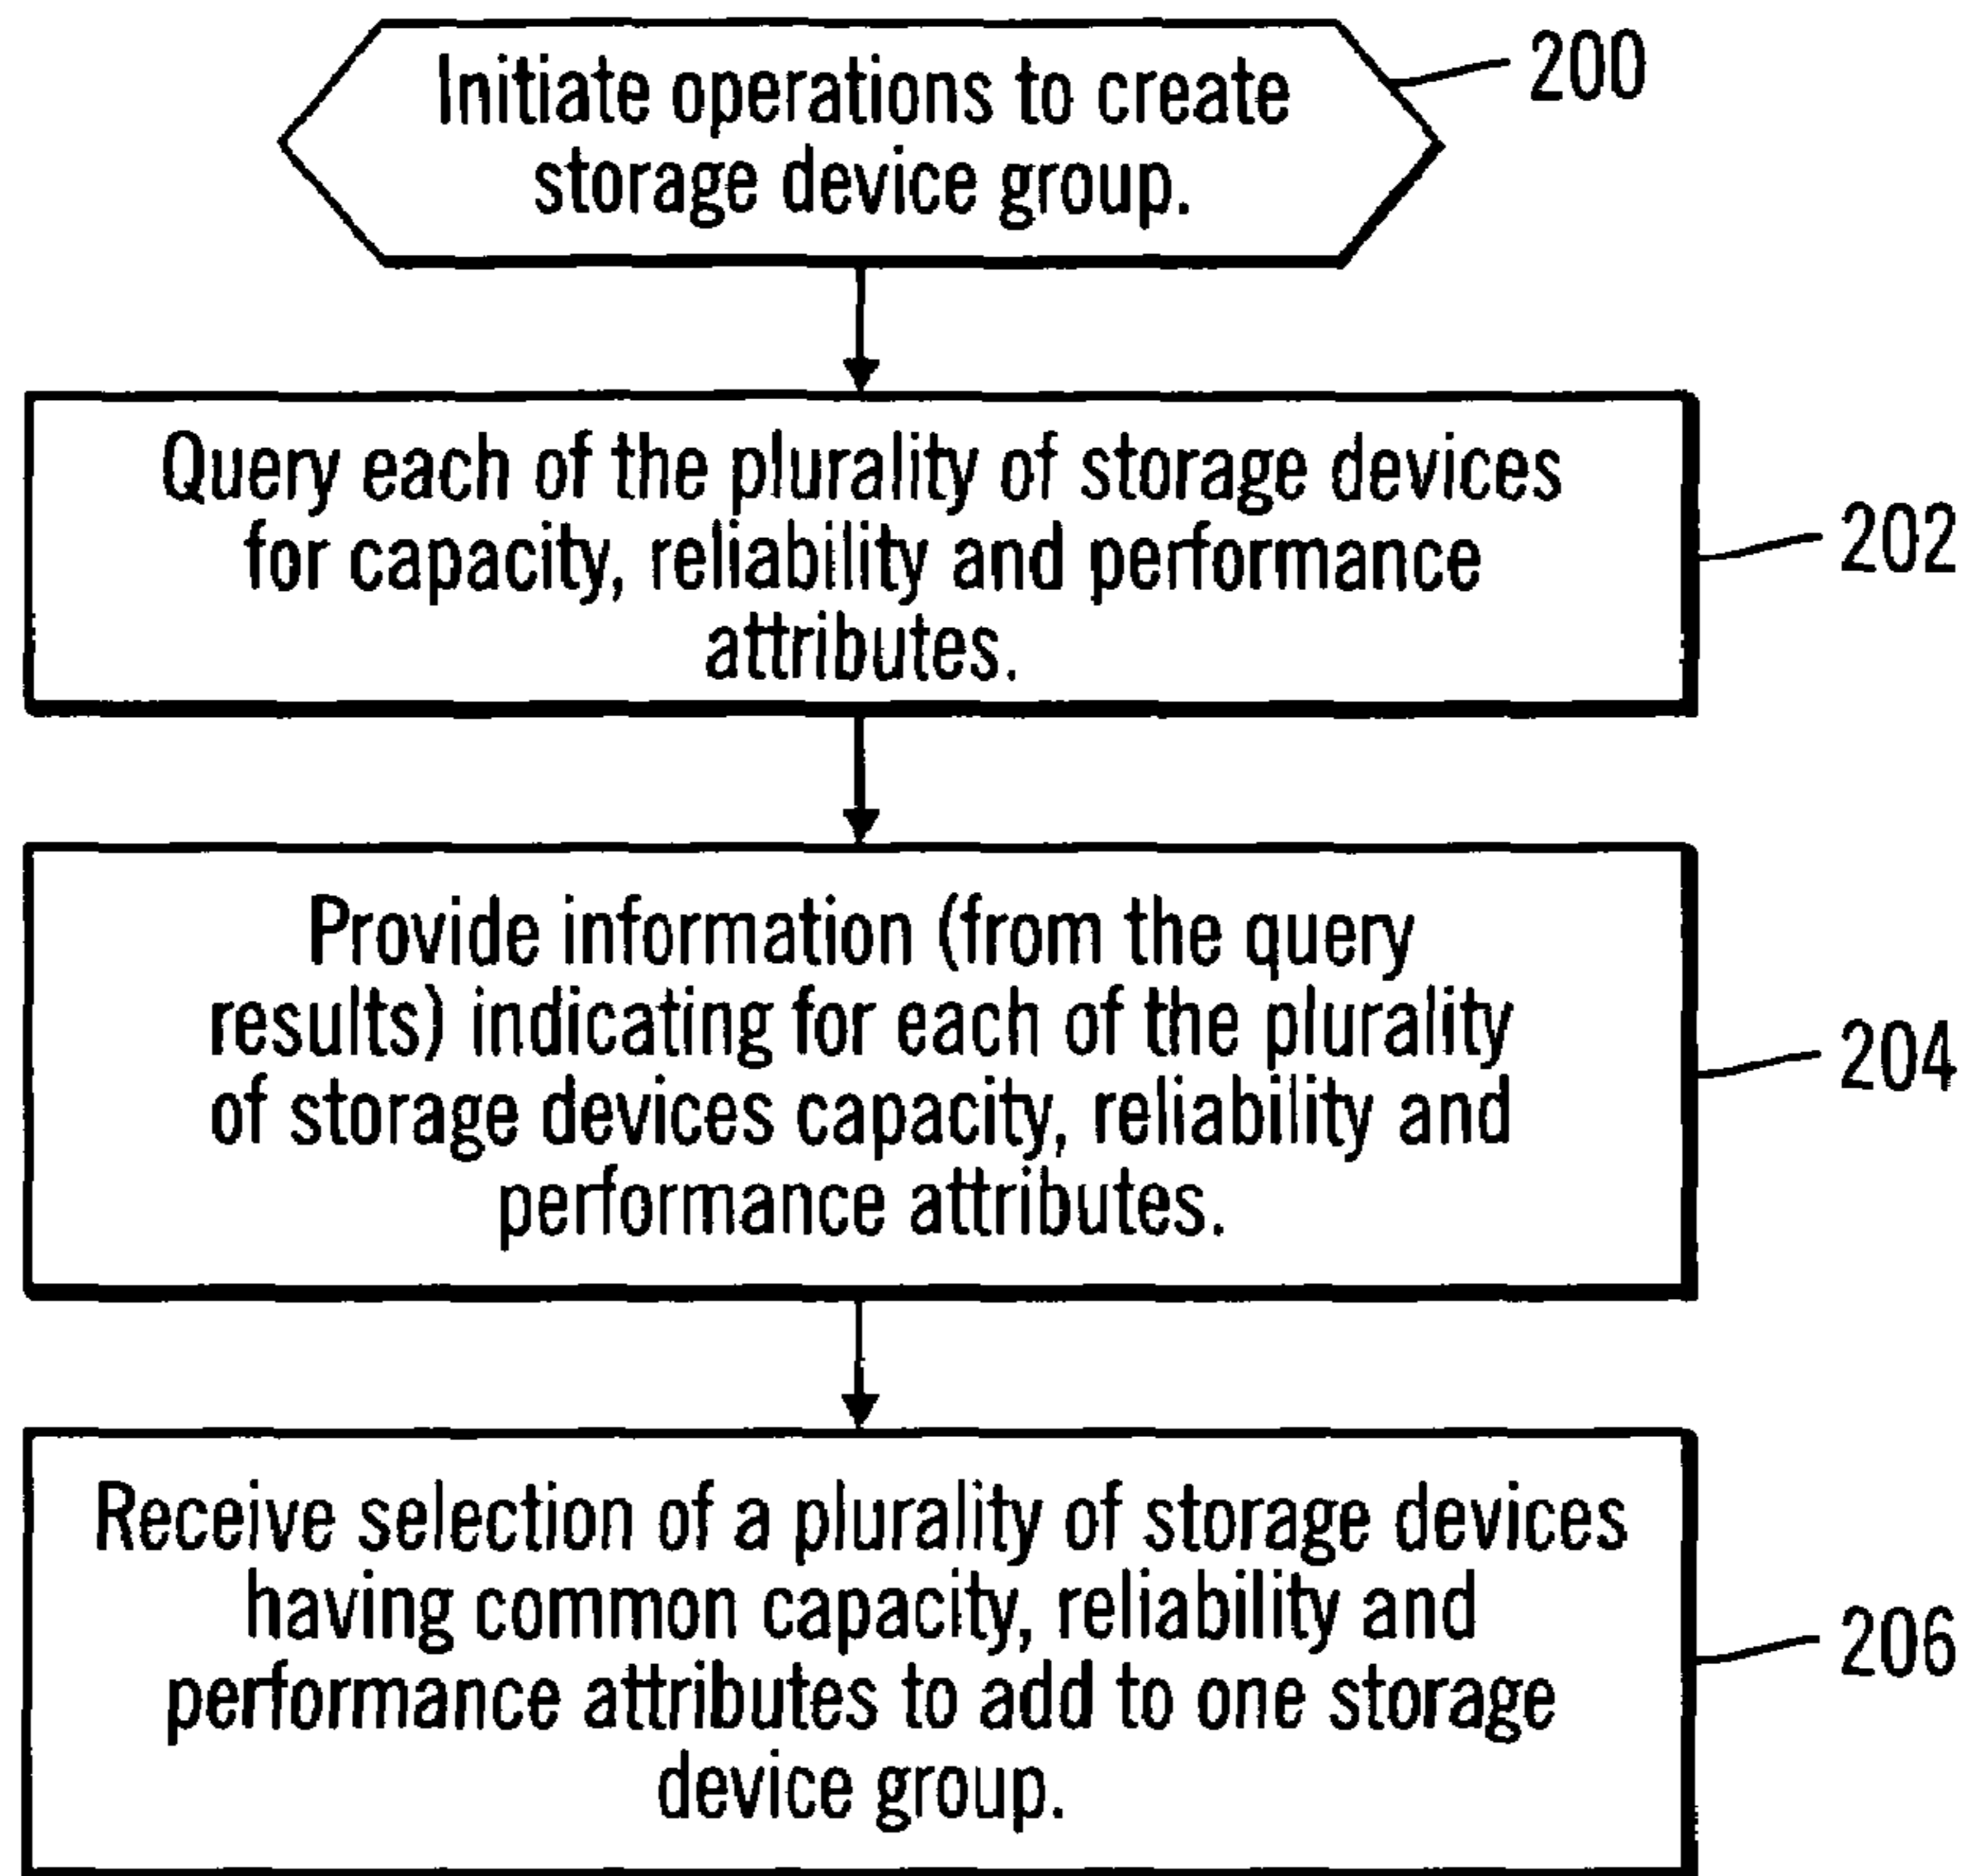 Initiate operations to create
storage device group.
200
Query each of the plurality of storage devices
for capacity, reliability and performance
attributes.
202
Provide information (from the query
results) indicating for each of the plurality
of storage devices capacity, reliability and
performance attributes.
204
Receive selection of a plurality of storage devices
having common capacity, reliability and
performance attributes to add to one storage
device group.
206